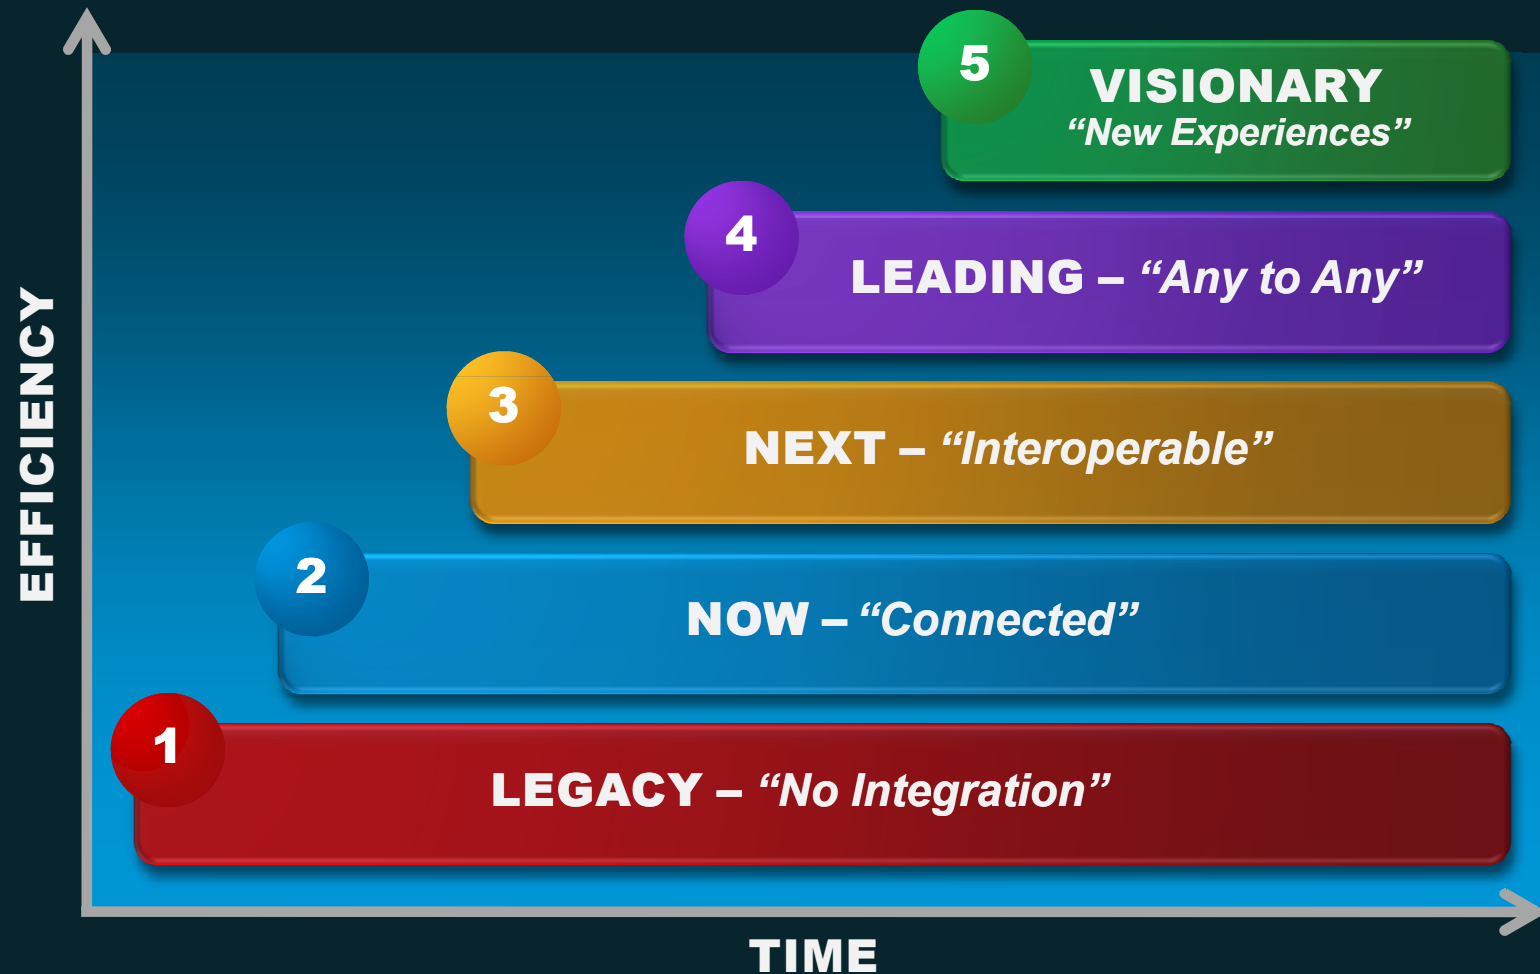 5
VISIONARY
“New Experiences”
4
LEADING – “Any to Any”
3
NEXT – “Interoperable”
2
NOW – “Connected”
1
LEGACY – “No Integration”
EFFICIENCY
TIME